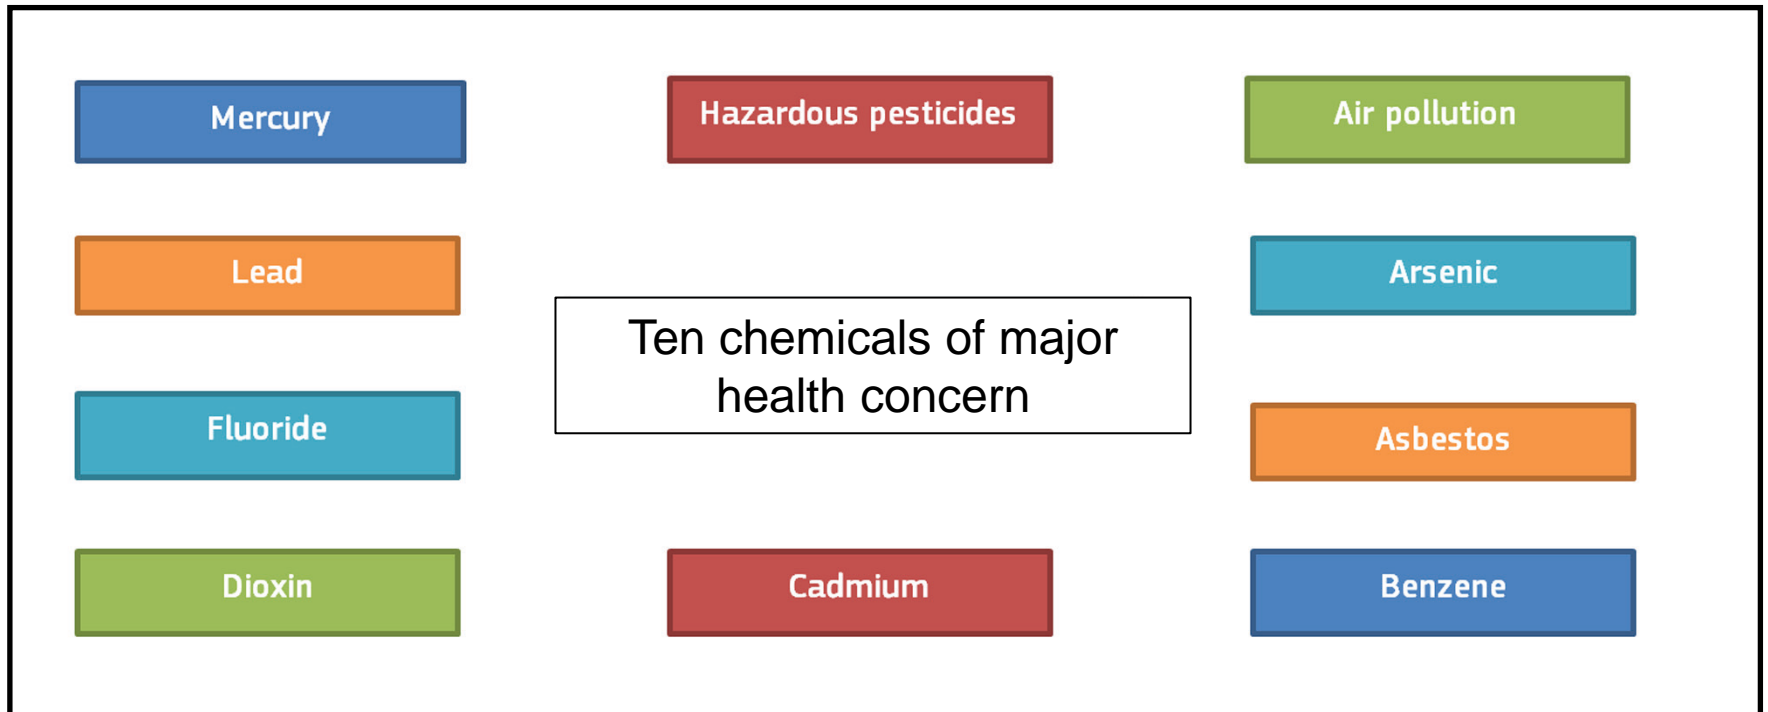 Mercury
Hazardous pesticides
Air pollution
Lead
Arsenic
Ten chemicals of major
health concern
Fluoride
Asbestos
Dioxin
Cadmium
Benzene